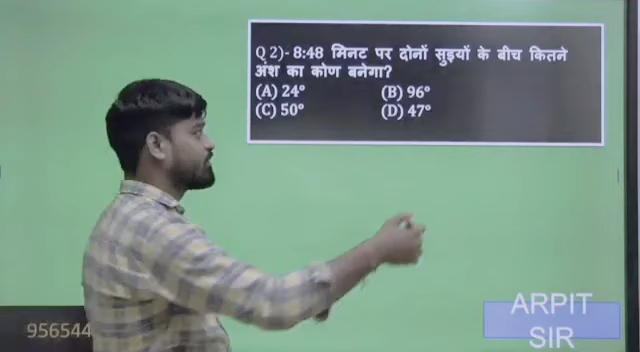 Q 2)- 8:48 मिनट पर दोनों सुइयों के बीच कितने
अंश का कोण बनेगा?
(A) 24° (B) 96°
(C) 50° (D) 47°
956544
ARPIT
SIR